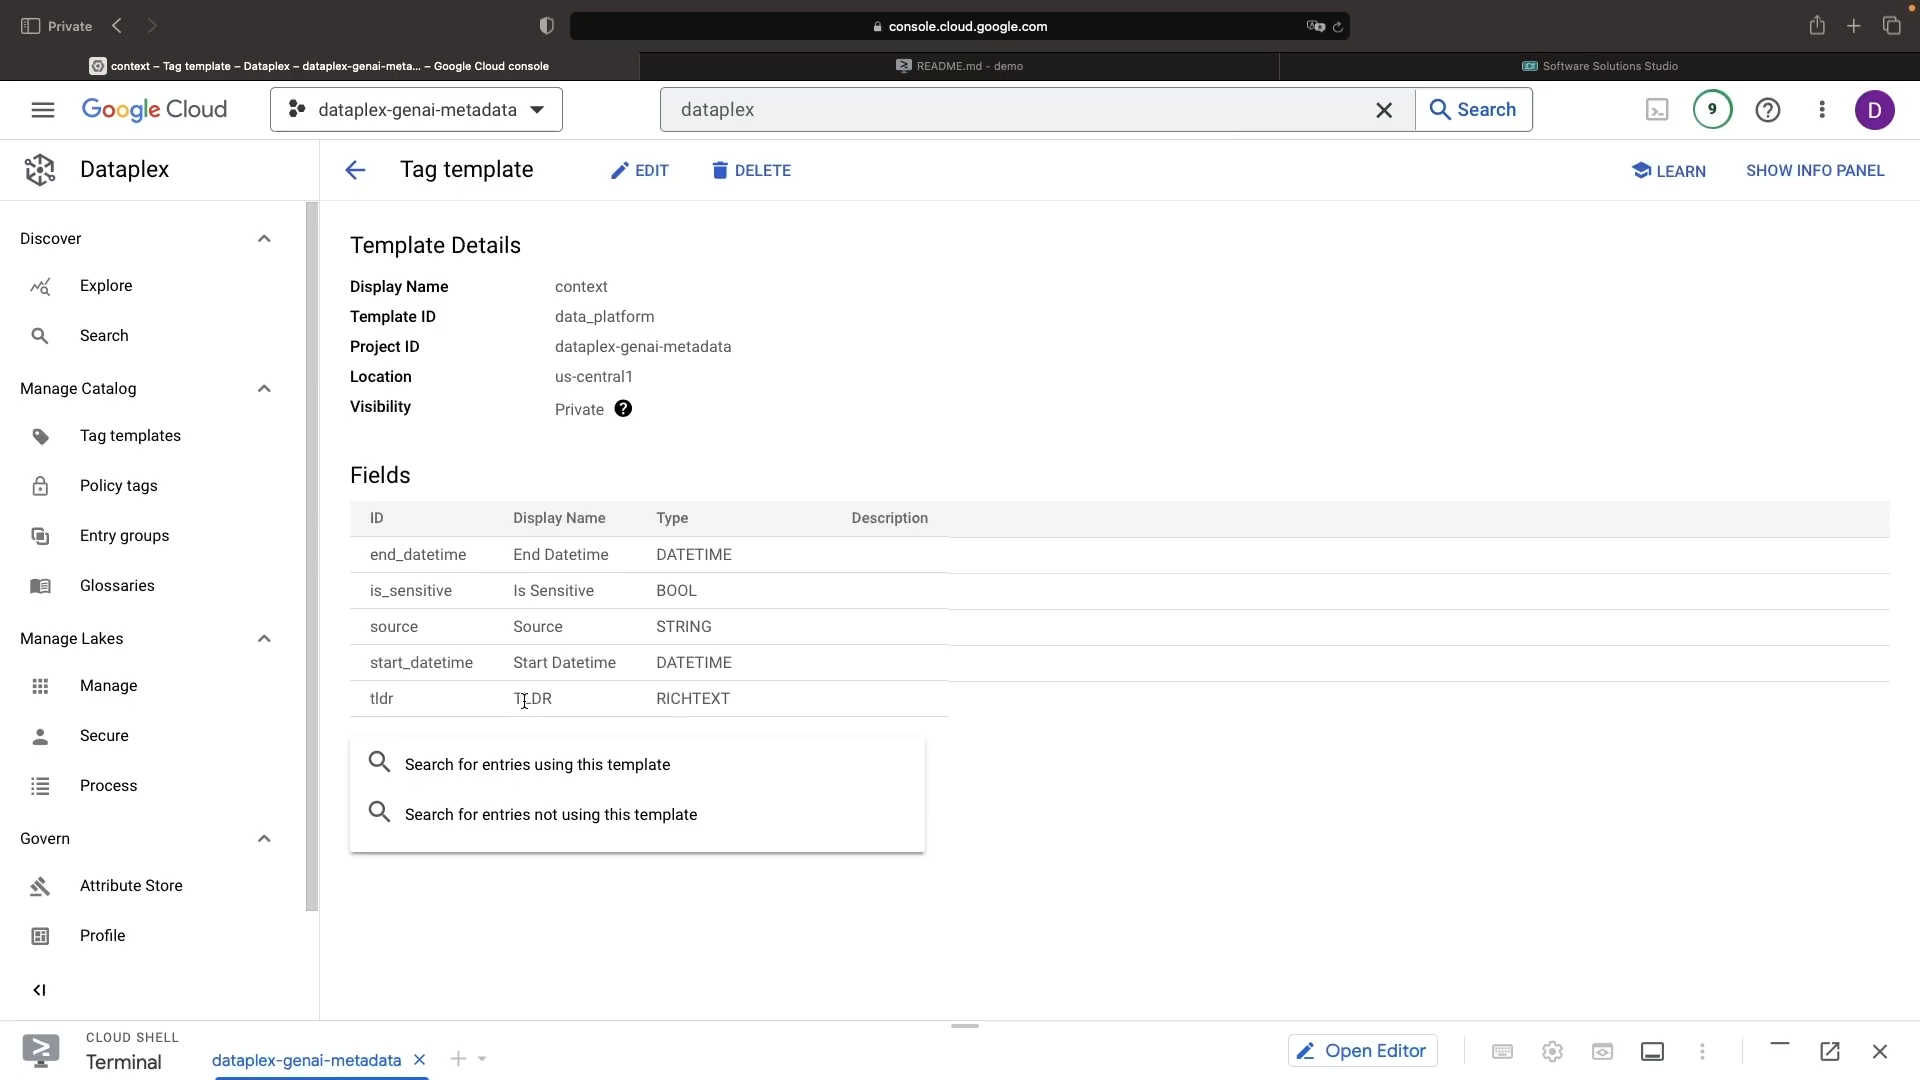 Private
console.cloud.google.com
context – Tag template – Dataplex – dataplex-genai-meta... – Google Cloud console
README.md - demo
Software Solutions Studio
Google Cloud
dataplex-genai-metadata
dataplex
Search
9
D
Dataplex
Tag template
EDIT
DELETE
LEARN
SHOW INFO PANEL
Discover
Explore
Search
Manage Catalog
Tag templates
Policy tags
Entry groups
Glossaries
Manage Lakes
Manage
Secure
Process
Govern
Attribute Store
Profile
Template Details
Display Name context
Template ID data_platform
Project ID dataplex-genai-metadata
Location us-central1
Visibility Private
Fields
ID Display Name Type Description
end_datetime End Datetime DATETIME
is_sensitive Is Sensitive BOOL
source Source STRING
start_datetime Start Datetime DATETIME
tldr TLDR RICHTEXT
Search for entries using this template
Search for entries not using this template
CLOUD SHELL
Terminal
dataplex-genai-metadata
Open Editor